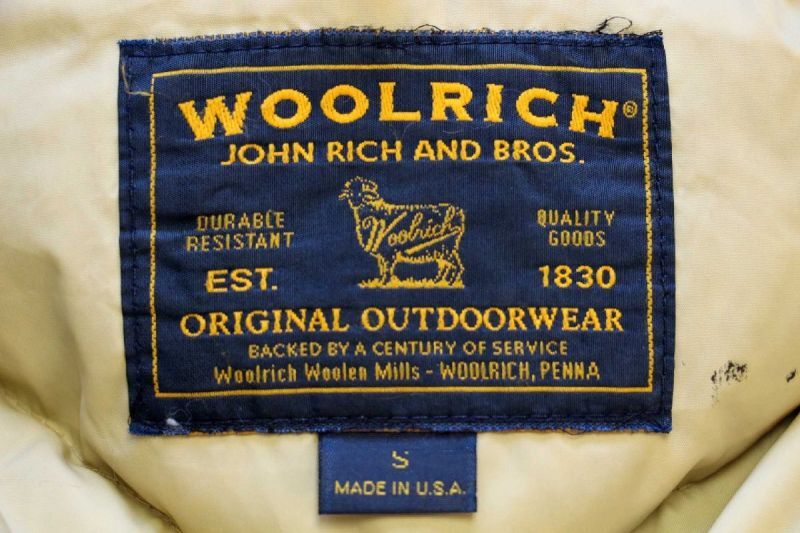 WOOLRICH®
JOHN RICH AND BROS.
DURABLE
RESISTANT
Woolrich
QUALITY
GOODS
EST. 1830
ORIGINAL OUTDOORWEAR
BACKED BY A CENTURY OF SERVICE
Woolrich Woolen Mills - WOOLRICH, PENNA
S
MADE IN U.S.A.